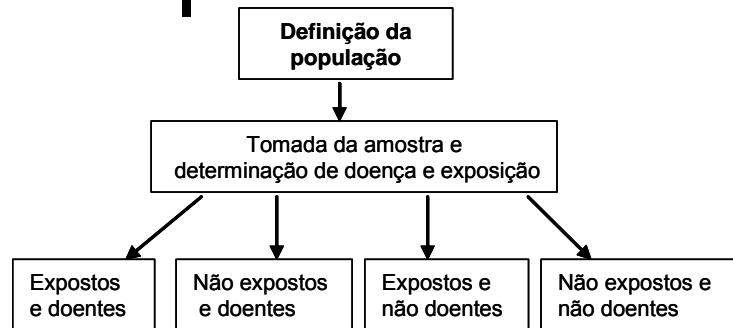 Definição da
população
Tomada da amostra e
determinação de doença e exposição
Expostos
e doentes
Não expostos
e doentes
Expostos e
não doentes
Não expostos e
não doentes